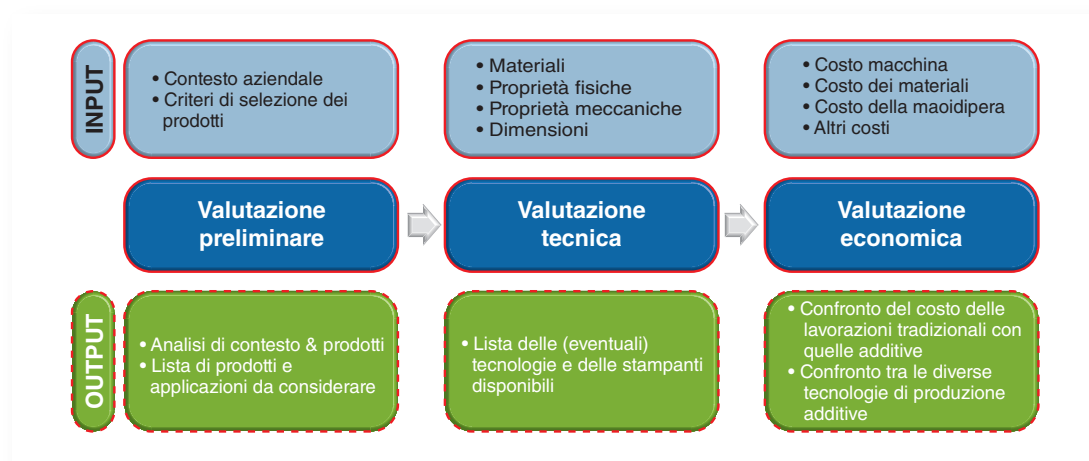 INPUT
• Contesto aziendale
• Criteri di selezione dei
prodotti
• Materiali
• Proprietà fisiche
• Proprietà meccaniche
• Dimensioni
• Costo macchina
• Costo dei materiali
• Costo della maoidipera
• Altri costi
Valutazione
preliminare
Valutazione
tecnica
Valutazione
economica
OUTPUT
• Analisi di contesto & prodotti
• Lista di prodotti e
applicazioni da considerare
• Lista delle (eventuali)
tecnologie e delle stampanti
disponibili
• Confronto del costo delle
lavorazioni tradizionali con
quelle additive
• Confronto tra le diverse
tecnologie di produzione
additive